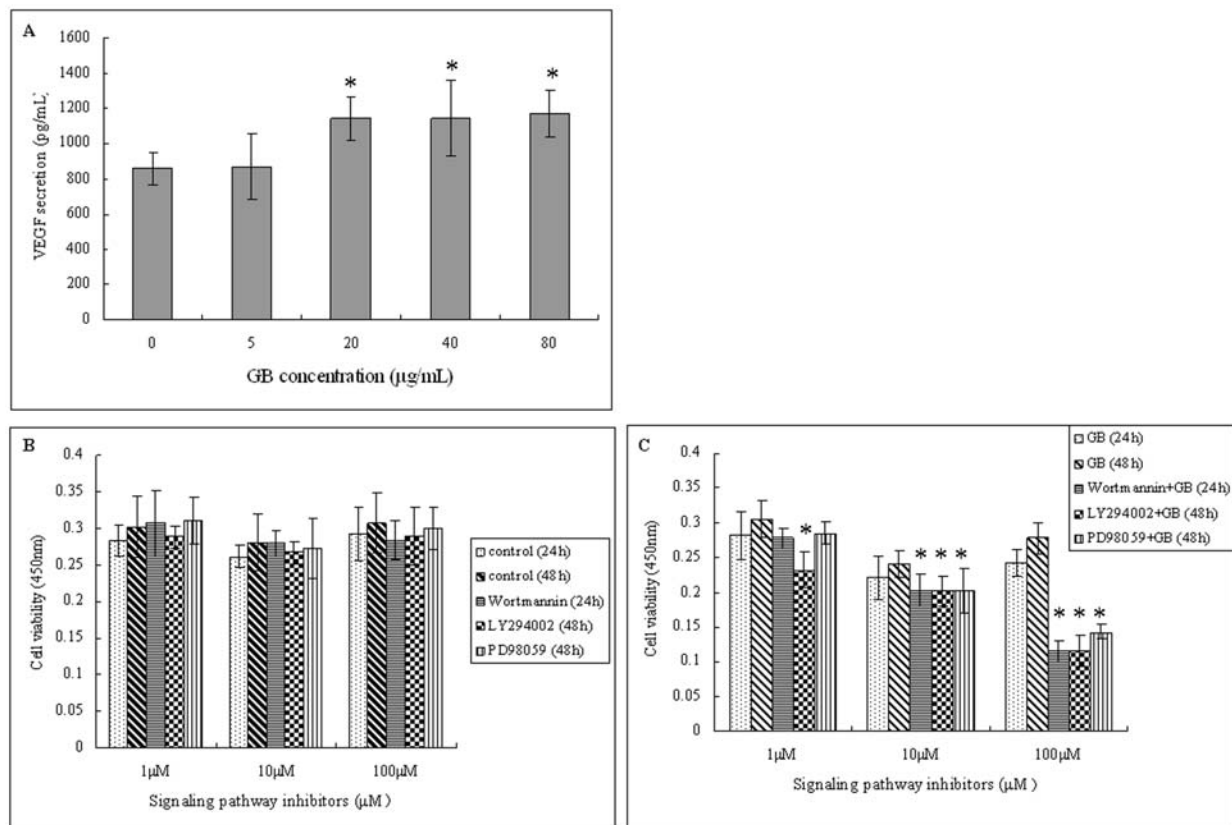 A
1600
1400
1200
1000
800
600
400
200
0
VEGF secretion (pg/mL)
* * *
0 5 20 40 80
GB concentration (µg/mL)
B
0.4
0.35
0.3
0.25
0.2
0.15
0.1
0.05
0
Cell viability (450nm)
1µM 10µM 100µM
Signaling pathway inhibitors (µM)
control (24h)
control (48h)
Wortmannin (24h)
LY294002 (48h)
PD98059 (48h)
C
0.4
0.35
0.3
0.25
0.2
0.15
0.1
0.05
0
Cell viability (450nm)
* * * * * * *
1µM 10µM 100µM
Signaling pathway inhibitors (µM)
GB (24h)
GB (48h)
Wortmannin+GB (24h)
LY294002+GB (48h)
PD98059+GB (48h)